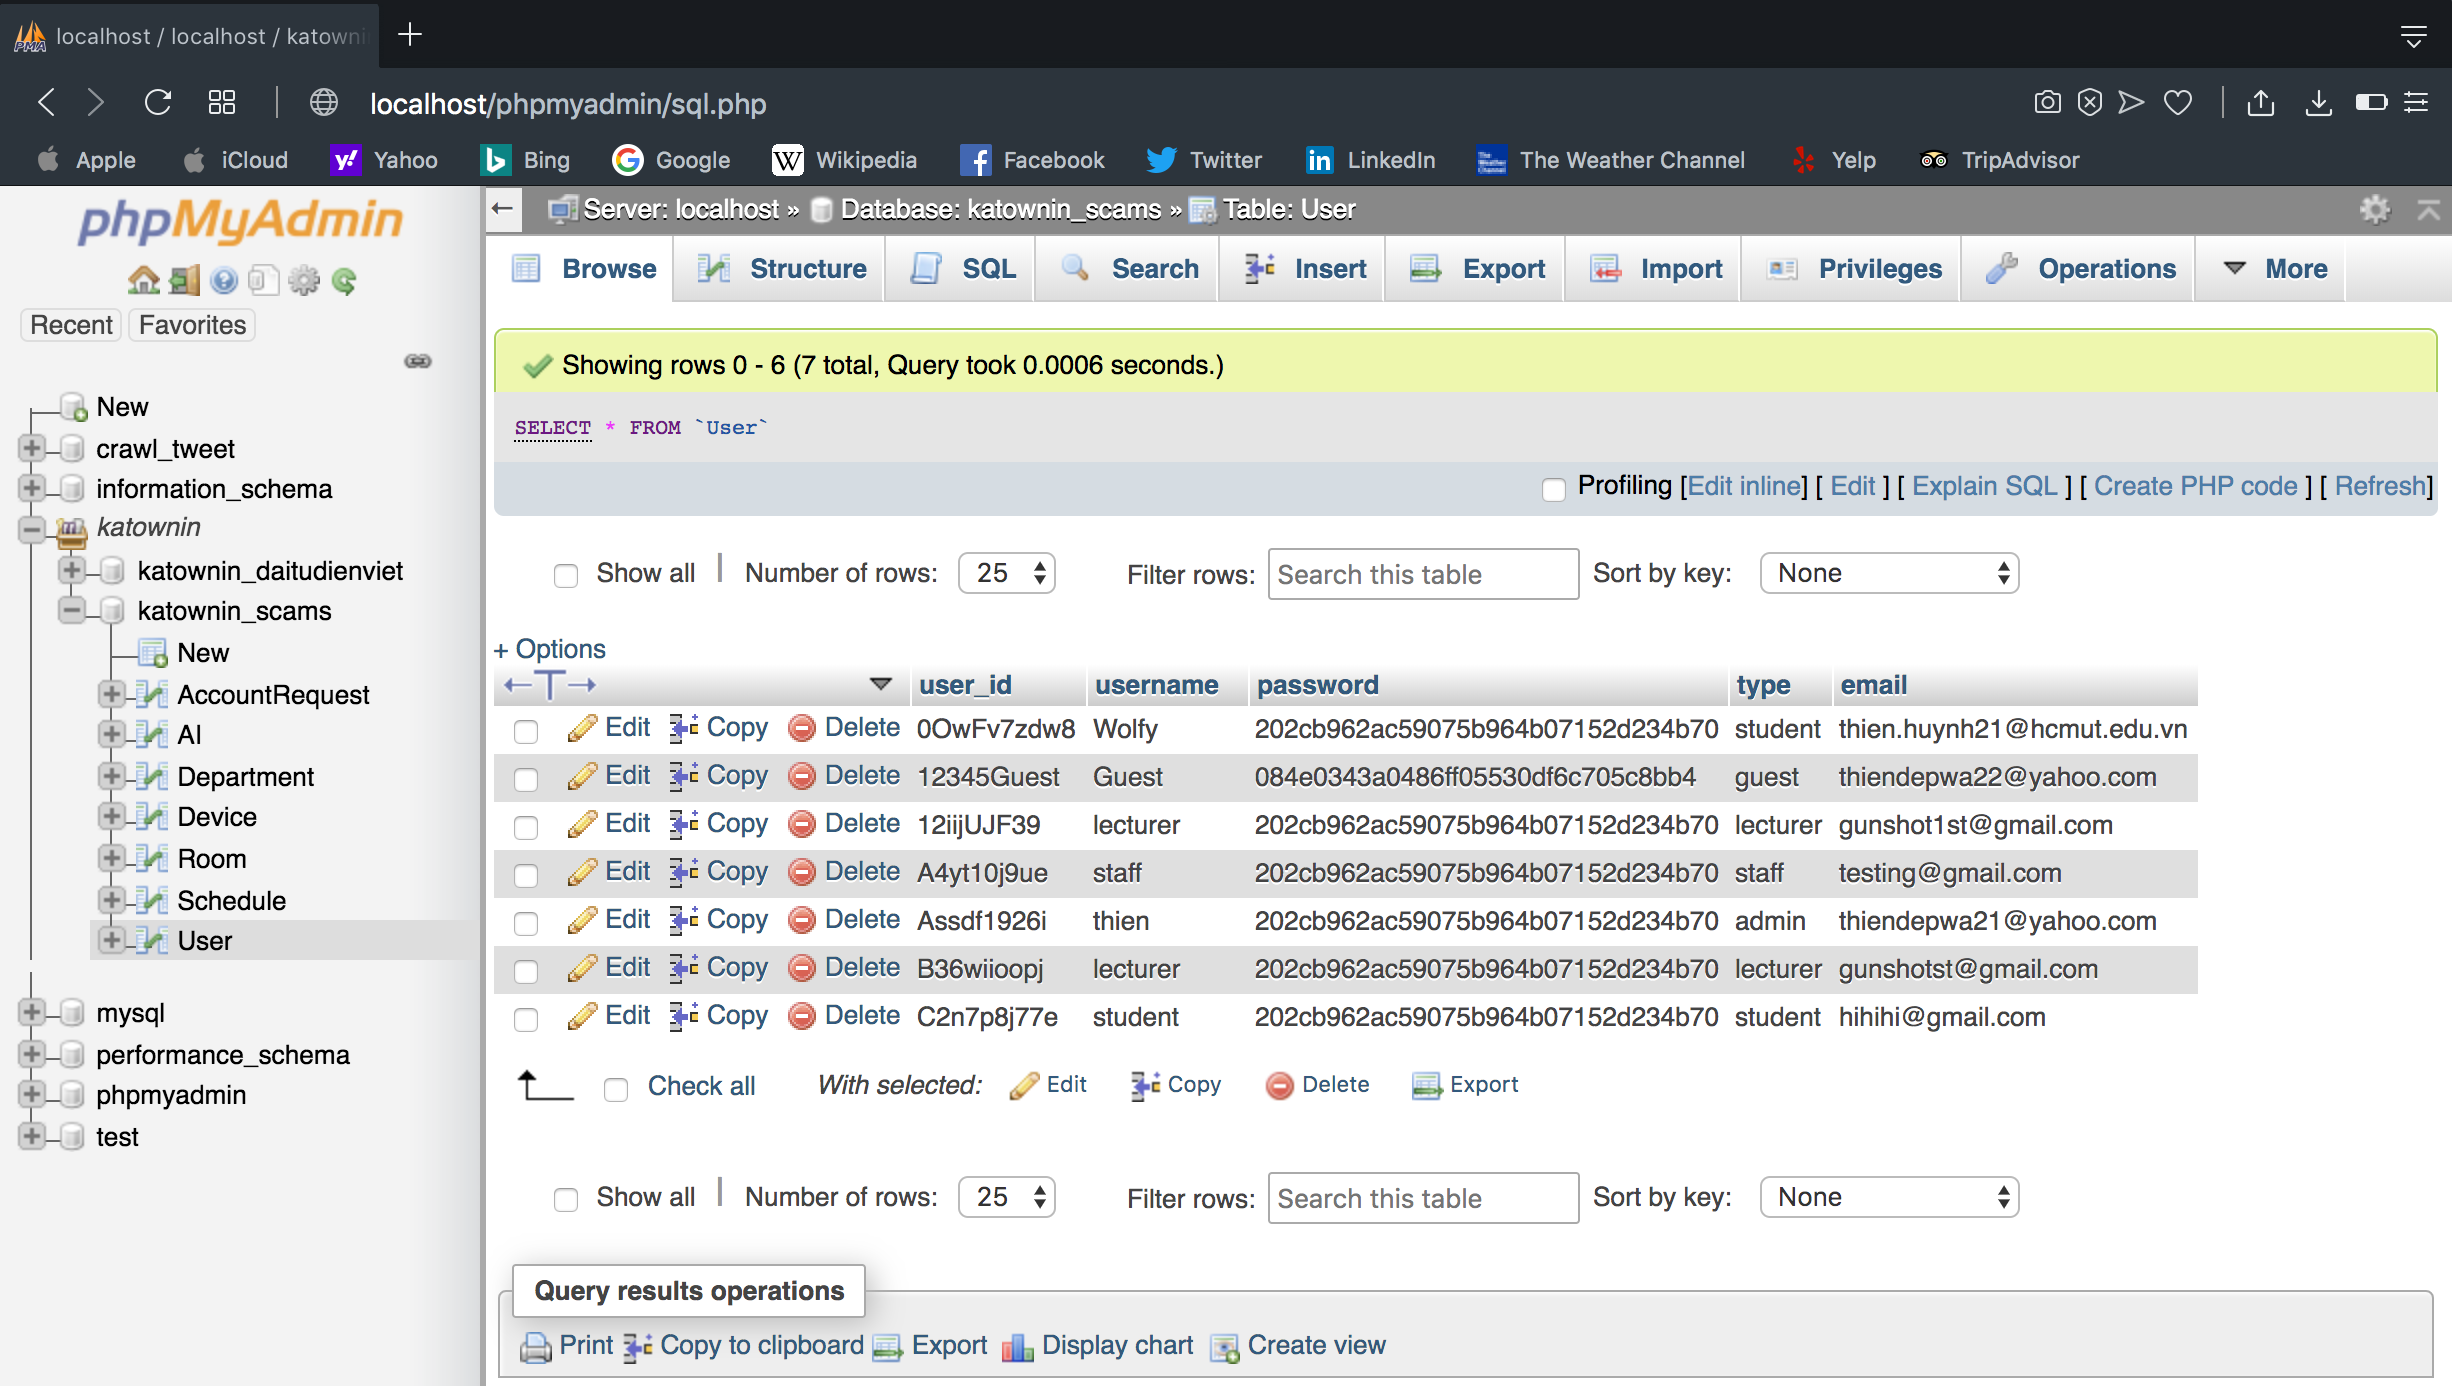 localhost / localhost / katowni
localhost/phpmyadmin/sql.php
Apple iCloud Yahoo Bing Google Wikipedia Facebook Twitter LinkedIn The Weather Channel Yelp TripAdvisor
phpMyAdmin
Recent Favorites
New
crawl_tweet
information_schema
katownin
katownin_daitudienviet
katownin_scams
New
AccountRequest
AI
Department
Device
Room
Schedule
User
mysql
performance_schema
phpmyadmin
test
Server: localhost » Database: katownin_scams » Table: User
Browse Structure SQL Search Insert Export Import Privileges Operations More
Showing rows 0 - 6 (7 total, Query took 0.0006 seconds.)
SELECT * FROM `User`
Profiling [Edit inline] [ Edit ] [ Explain SQL ] [ Create PHP code ] [ Refresh]
Show all Number of rows: 25 Filter rows: Search this table Sort by key: None
+ Options
user_id username password type email
Edit Copy Delete 0OwFv7zdw8 Wolfy 202cb962ac59075b964b07152d234b70 student thien.huynh21@hcmut.edu.vn
Edit Copy Delete 12345Guest Guest 084e0343a0486ff05530df6c705c8bb4 guest thiendepwa22@yahoo.com
Edit Copy Delete 12iijUJF39 lecturer 202cb962ac59075b964b07152d234b70 lecturer gunshot1st@gmail.com
Edit Copy Delete A4yt10j9ue staff 202cb962ac59075b964b07152d234b70 staff testing@gmail.com
Edit Copy Delete Assdf1926i thien 202cb962ac59075b964b07152d234b70 admin thiendepwa21@yahoo.com
Edit Copy Delete B36wiioopj lecturer 202cb962ac59075b964b07152d234b70 lecturer gunshotst@gmail.com
Edit Copy Delete C2n7p8j77e student 202cb962ac59075b964b07152d234b70 student hihihi@gmail.com
Check all With selected: Edit Copy Delete Export
Show all Number of rows: 25 Filter rows: Search this table Sort by key: None
Query results operations
Print Copy to clipboard Export Display chart Create view